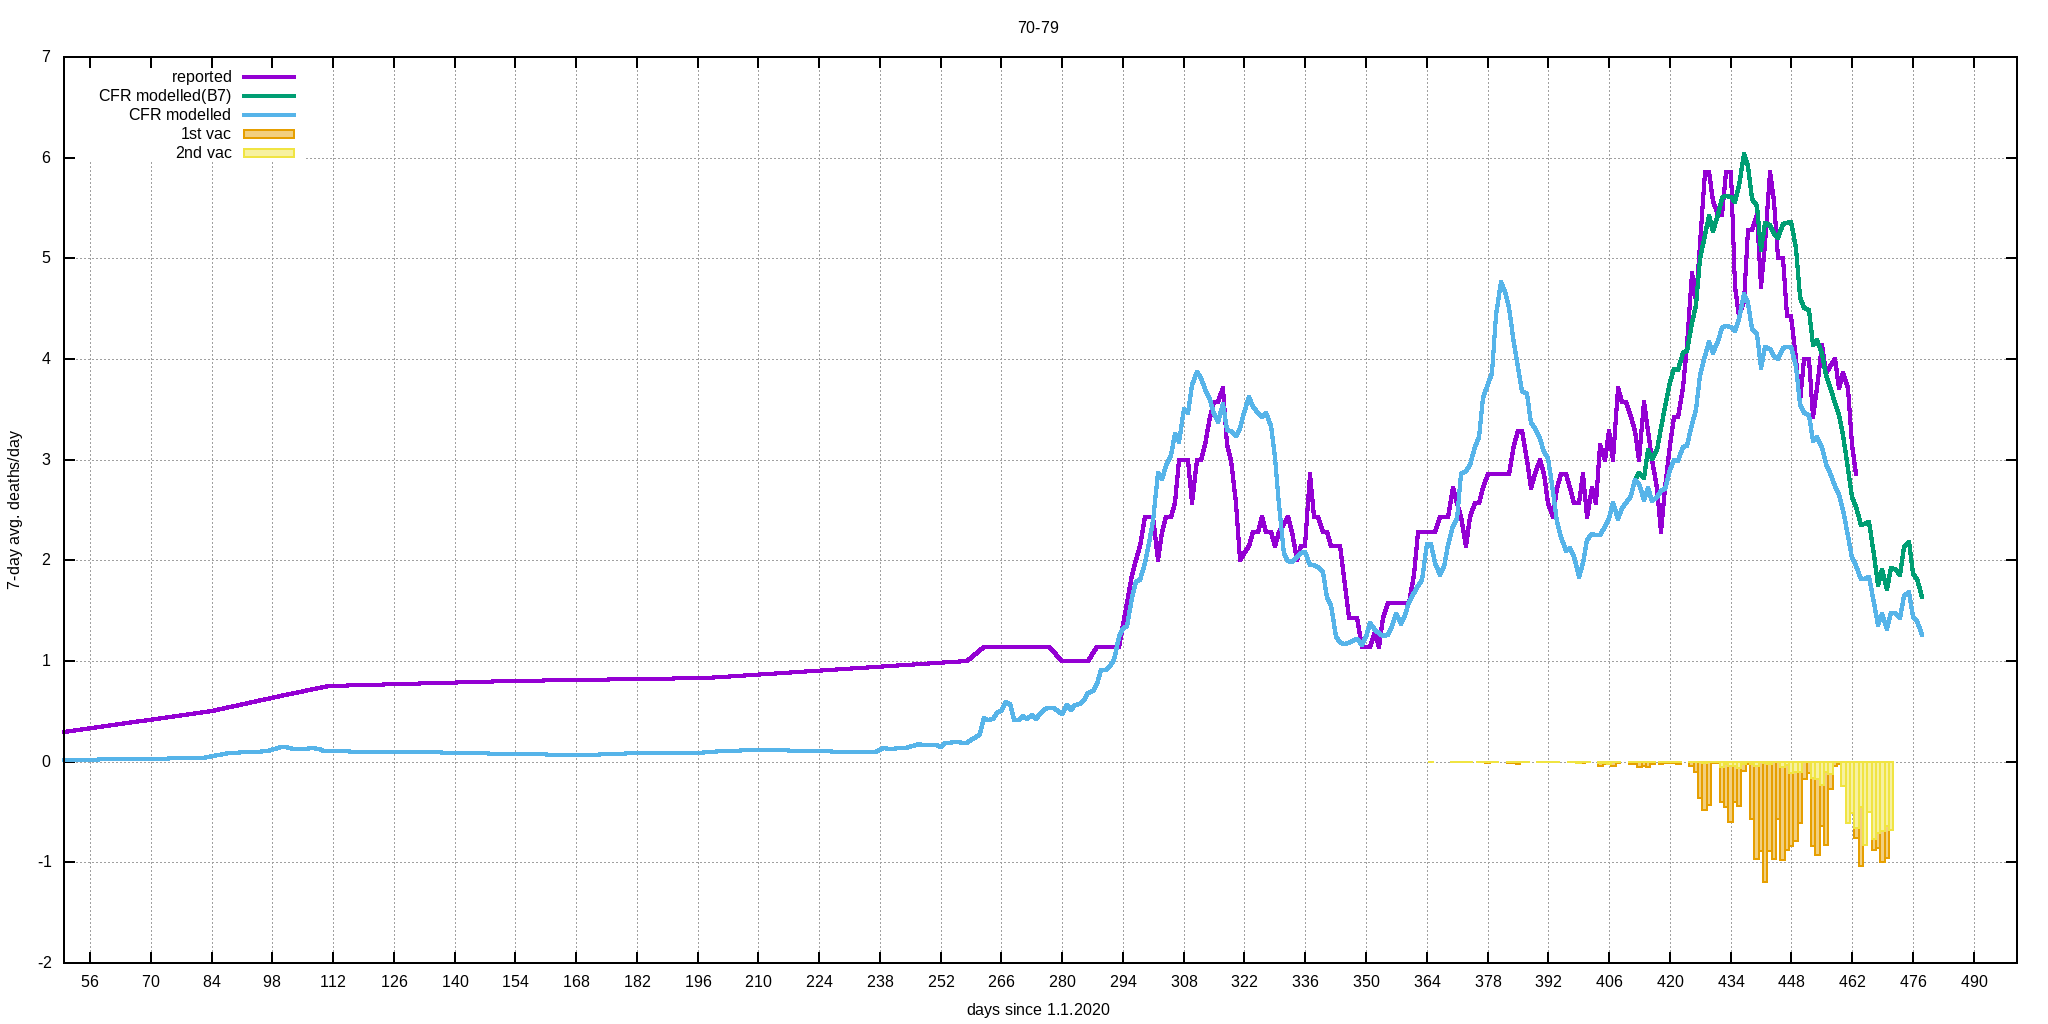 70-79
7
6
5
4
3
2
1
0
-1
-2
7-day avg. deaths/day
reported
CFR modelled(B7)
CFR modelled
1st vac
2nd vac
56 70 84 98 112 126 140 154 168 182 196 210 224 238 252 266 280 294 308 322 336 350 364 378 392 406 420 434 448 462 476 490
days since 1.1.2020